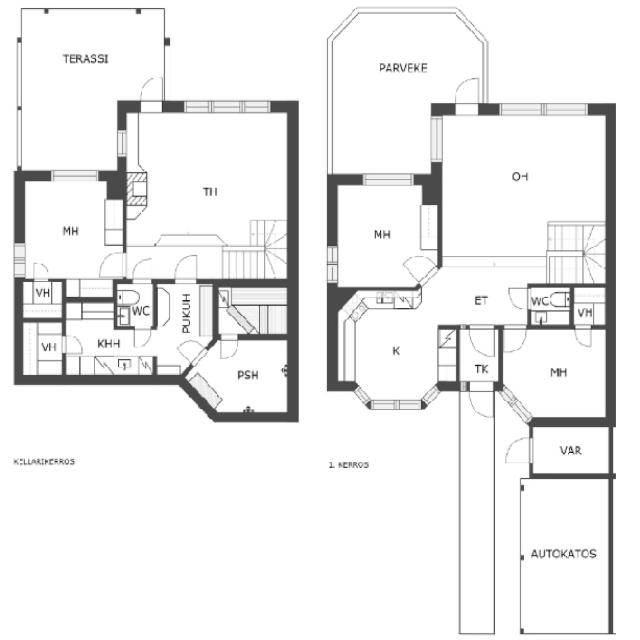 TERASSI
TH
MH
VH
WC
PUKUH
VH
KHH
PSH
KELLARIKERROS
PARVEKE
OH
MH
ET
WC
VH
K
TK
MH
VAR
AUTOKATOS
1. KERROS